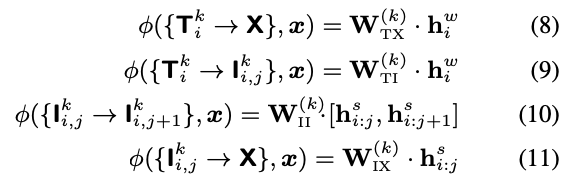 ϕ({T_i^k → X}, x) = W_TX^(k) · h_i^w (8)
ϕ({T_i^k → I_{i,j}^k}, x) = W_TI^(k) · h_i^w (9)
ϕ({I_{i,j}^k → I_{i,j+1}^k}, x) = W_II^(k) · [h_{i:j}^s, h_{i:j+1}^s] (10)
ϕ({I_{i,j}^k → X}, x) = W_IX^(k) · h_{i:j}^s (11)